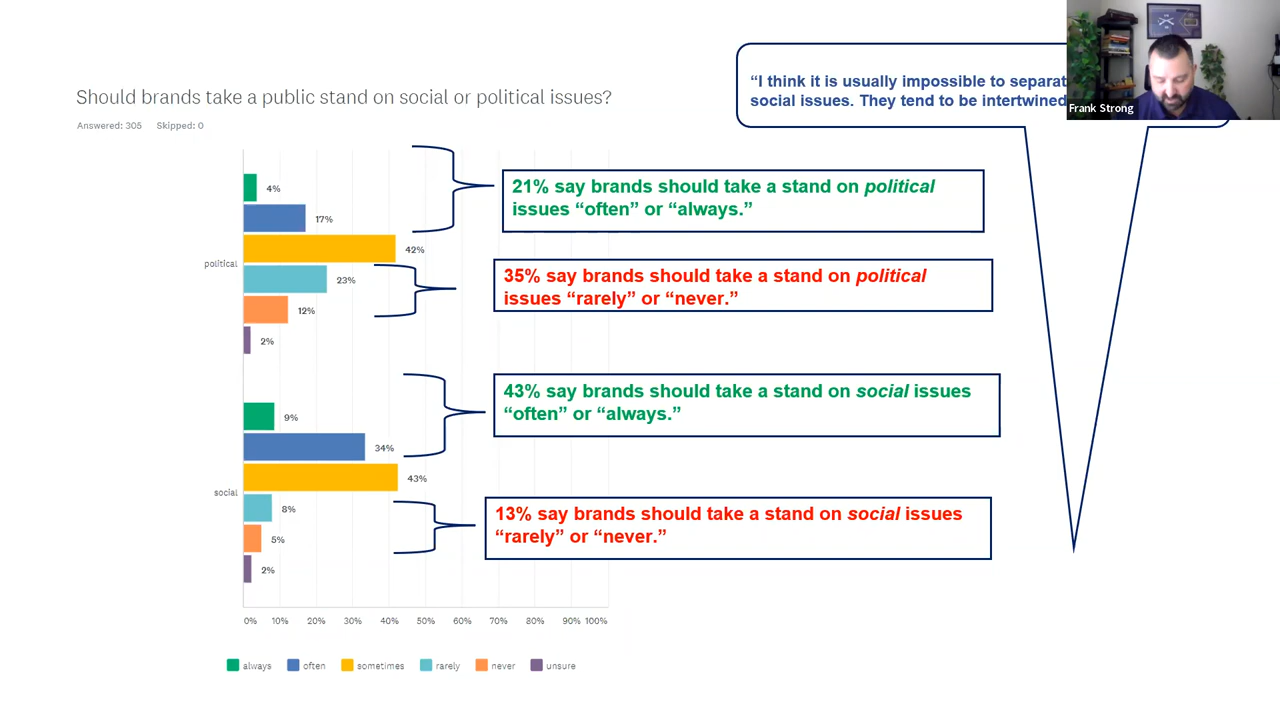 “I think it is usually impossible to
social issues. They tend to be intertwined
Frank Strong
Should brands take a public stand on social or political issues?
Answered: 305 Skipped: 0
political
4%
17%
42%
23%
12%
2%
21% say brands should take a stand on political
issues “often” or “always.”
35% say brands should take a stand on political
issues “rarely” or “never.”
social
9%
34%
43%
8%
5%
2%
43% say brands should take a stand on social issues
“often” or “always.”
13% say brands should take a stand on social issues
“rarely” or “never.”
0% 10% 20% 30% 40% 50% 60% 70% 80% 90% 100%
always often sometimes rarely never unsure